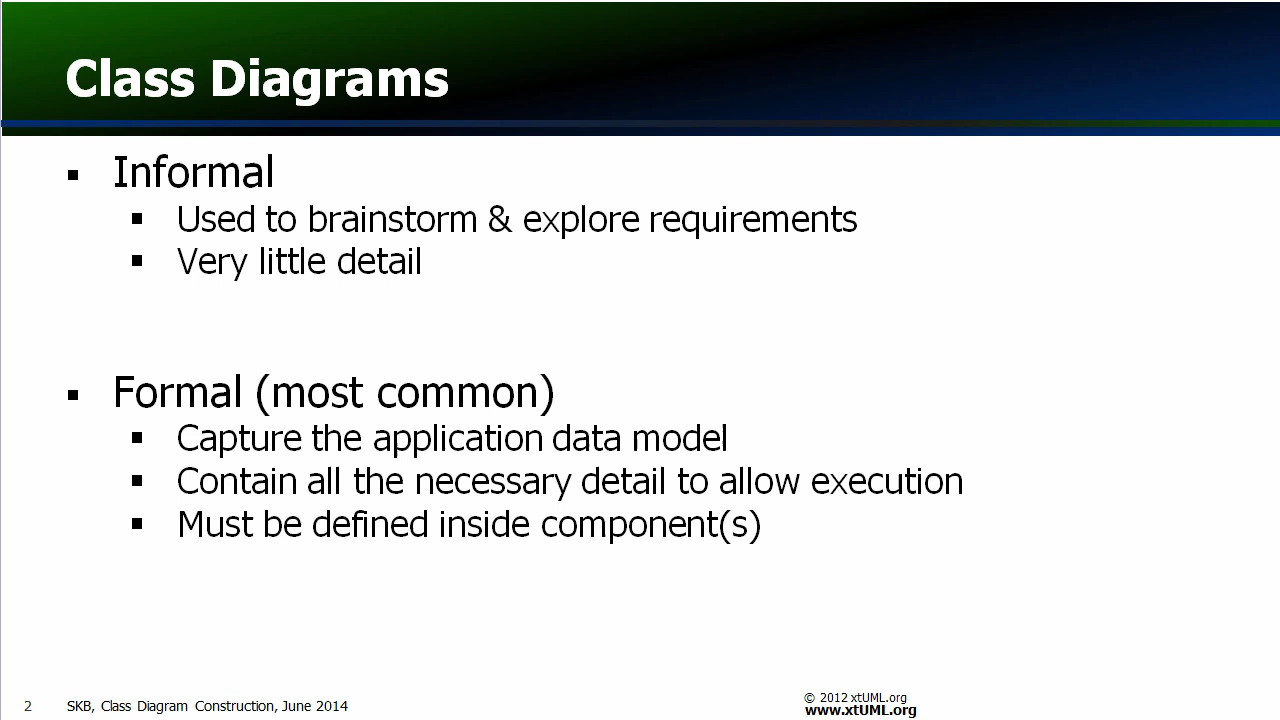 Class Diagrams
▪ Informal
▪ Used to brainstorm & explore requirements
▪ Very little detail
▪ Formal (most common)
▪ Capture the application data model
▪ Contain all the necessary detail to allow execution
▪ Must be defined inside component(s)
2 SKB, Class Diagram Construction, June 2014
© 2012 xtUML.org
www.xtUML.org